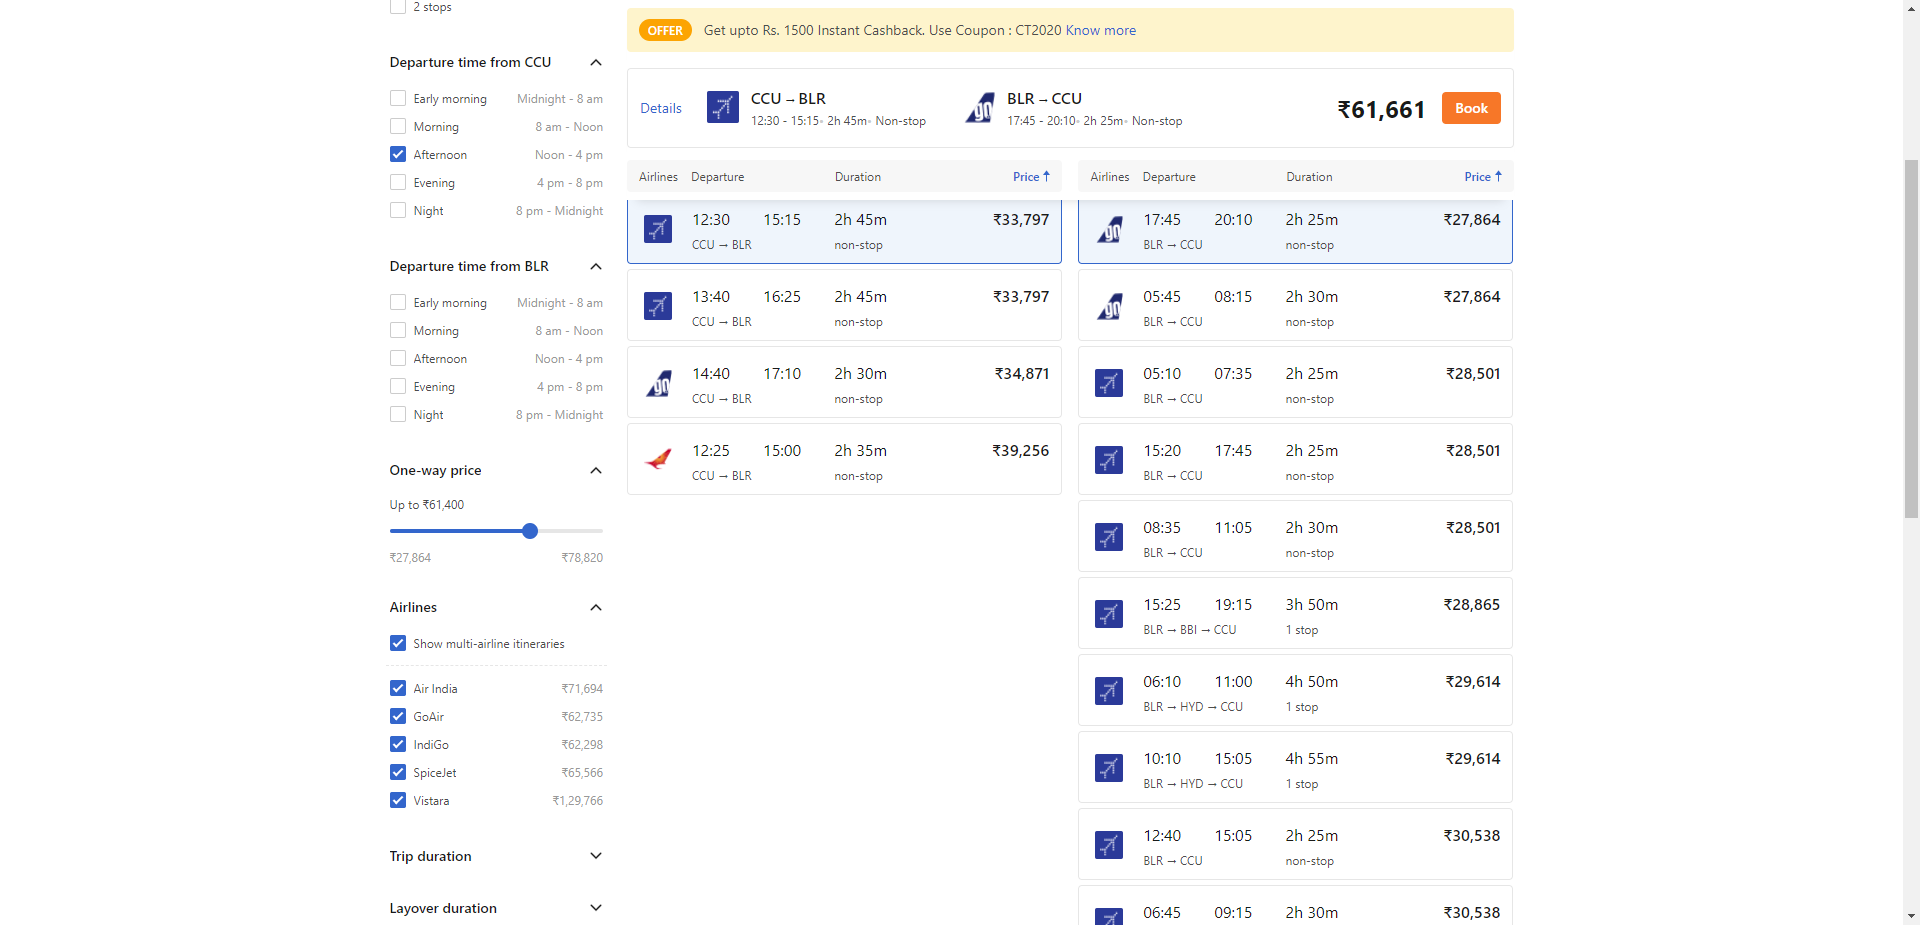 2 stops
Departure time from CCU
Early morning Midnight - 8 am
Morning 8 am - Noon
Afternoon Noon - 4 pm
Evening 4 pm - 8 pm
Night 8 pm - Midnight
Departure time from BLR
Early morning Midnight - 8 am
Morning 8 am - Noon
Afternoon Noon - 4 pm
Evening 4 pm - 8 pm
Night 8 pm - Midnight
One-way price
Up to ₹61,400
₹27,864 ₹78,820
Airlines
Show multi-airline itineraries
Air India ₹71,694
GoAir ₹62,735
IndiGo ₹62,298
SpiceJet ₹65,566
Vistara ₹1,29,766
Trip duration
Layover duration
OFFER Get upto Rs. 1500 Instant Cashback. Use Coupon : CT2020 Know more
Details
CCU → BLR
12:30 - 15:15• 2h 45m• Non-stop
go
BLR → CCU
17:45 - 20:10• 2h 25m• Non-stop
₹61,661 Book
Airlines Departure Duration Price ↑
12:30 15:15 2h 45m ₹33,797
CCU → BLR non-stop
13:40 16:25 2h 45m ₹33,797
CCU → BLR non-stop
go 14:40 17:10 2h 30m ₹34,871
CCU → BLR non-stop
12:25 15:00 2h 35m ₹39,256
CCU → BLR non-stop
Airlines Departure Duration Price ↑
go 17:45 20:10 2h 25m ₹27,864
BLR → CCU non-stop
go 05:45 08:15 2h 30m ₹27,864
BLR → CCU non-stop
05:10 07:35 2h 25m ₹28,501
BLR → CCU non-stop
15:20 17:45 2h 25m ₹28,501
BLR → CCU non-stop
08:35 11:05 2h 30m ₹28,501
BLR → CCU non-stop
15:25 19:15 3h 50m ₹28,865
BLR → BBI → CCU 1 stop
06:10 11:00 4h 50m ₹29,614
BLR → HYD → CCU 1 stop
10:10 15:05 4h 55m ₹29,614
BLR → HYD → CCU 1 stop
12:40 15:05 2h 25m ₹30,538
BLR → CCU non-stop
06:45 09:15 2h 30m ₹30,538